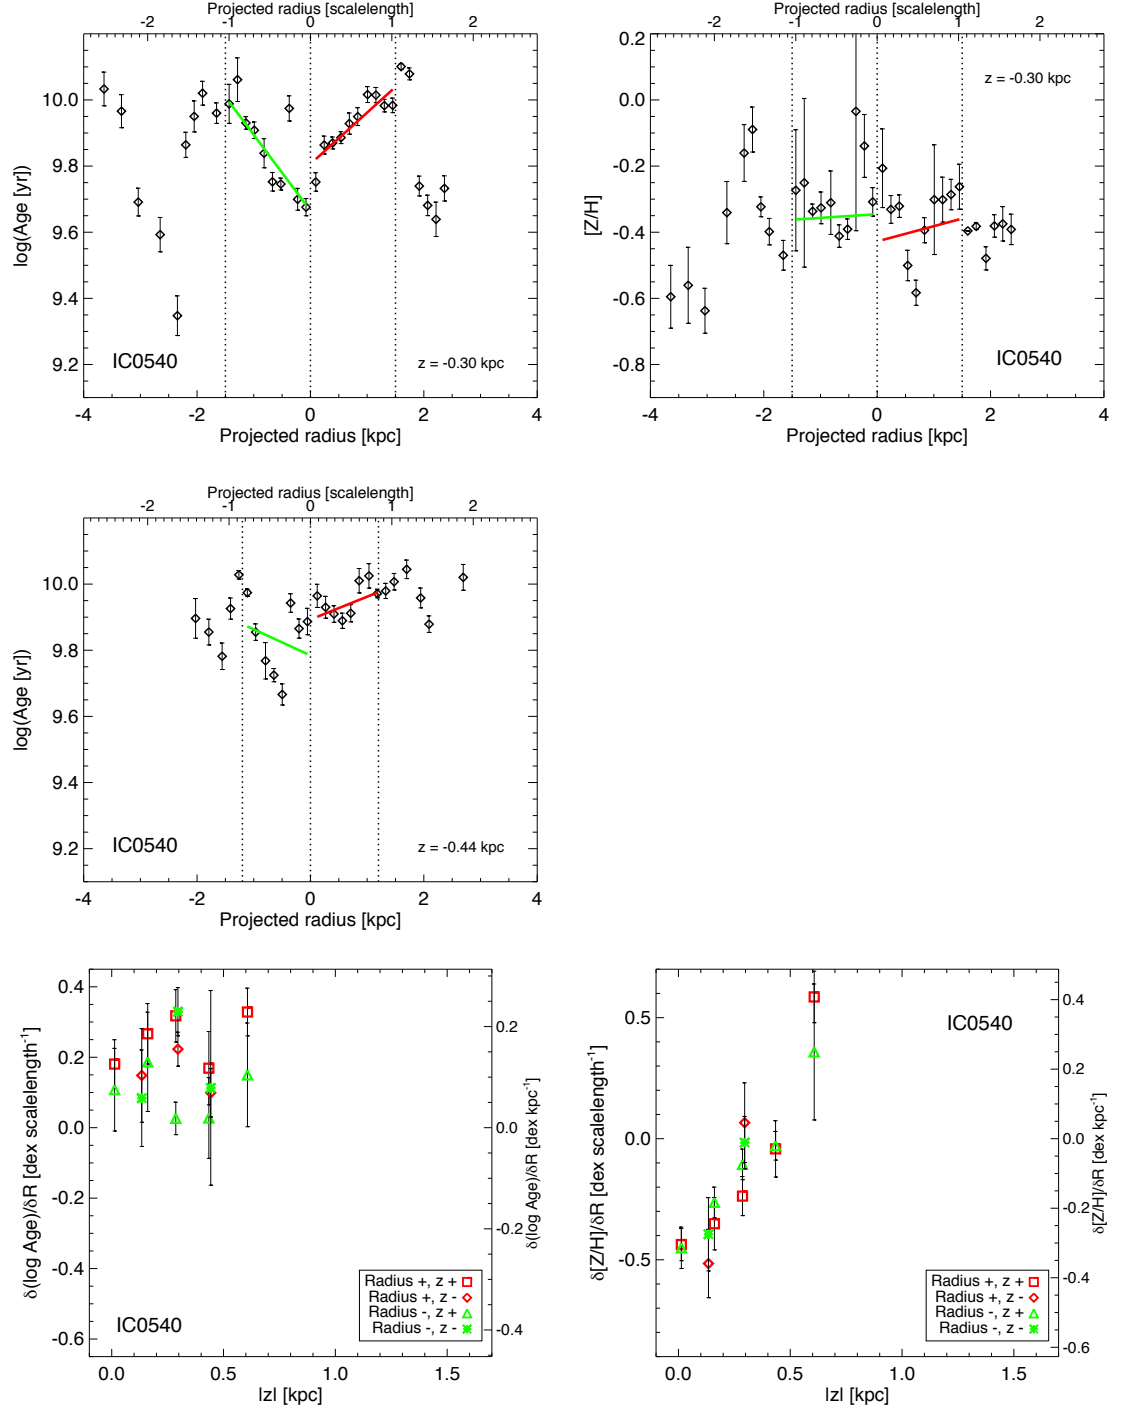 Projected radius [scalelength]
-2 -1 0 1 2
10.0
9.8
9.6
9.4
9.2
log(Age [yr])
IC0540
z = -0.30 kpc
-4 -2 0 2 4
Projected radius [kpc]
Projected radius [scalelength]
-2 -1 0 1 2
0.2
0.0
-0.2
-0.4
-0.6
-0.8
[Z/H]
z = -0.30 kpc
IC0540
-4 -2 0 2 4
Projected radius [kpc]
Projected radius [scalelength]
-2 -1 0 1 2
10.0
9.8
9.6
9.4
9.2
log(Age [yr])
IC0540
z = -0.44 kpc
-4 -2 0 2 4
Projected radius [kpc]
0.4
0.2
0.0
-0.2
-0.4
-0.6
δ(log Age)/δR [dex scalelength⁻¹]
0.2
0.0
-0.2
-0.4
δ(log Age)/δR [dex kpc⁻¹]
Radius +, z +
Radius +, z -
Radius -, z +
Radius -, z -
IC0540
0.0 0.5 1.0 1.5
|z| [kpc]
0.5
0.0
-0.5
δ[Z/H]/δR [dex scalelength⁻¹]
IC0540
0.4
0.2
0.0
-0.2
-0.4
-0.6
δ[Z/H]/δR [dex kpc⁻¹]
Radius +, z +
Radius +, z -
Radius -, z +
Radius -, z -
0.0 0.5 1.0 1.5
|z| [kpc]